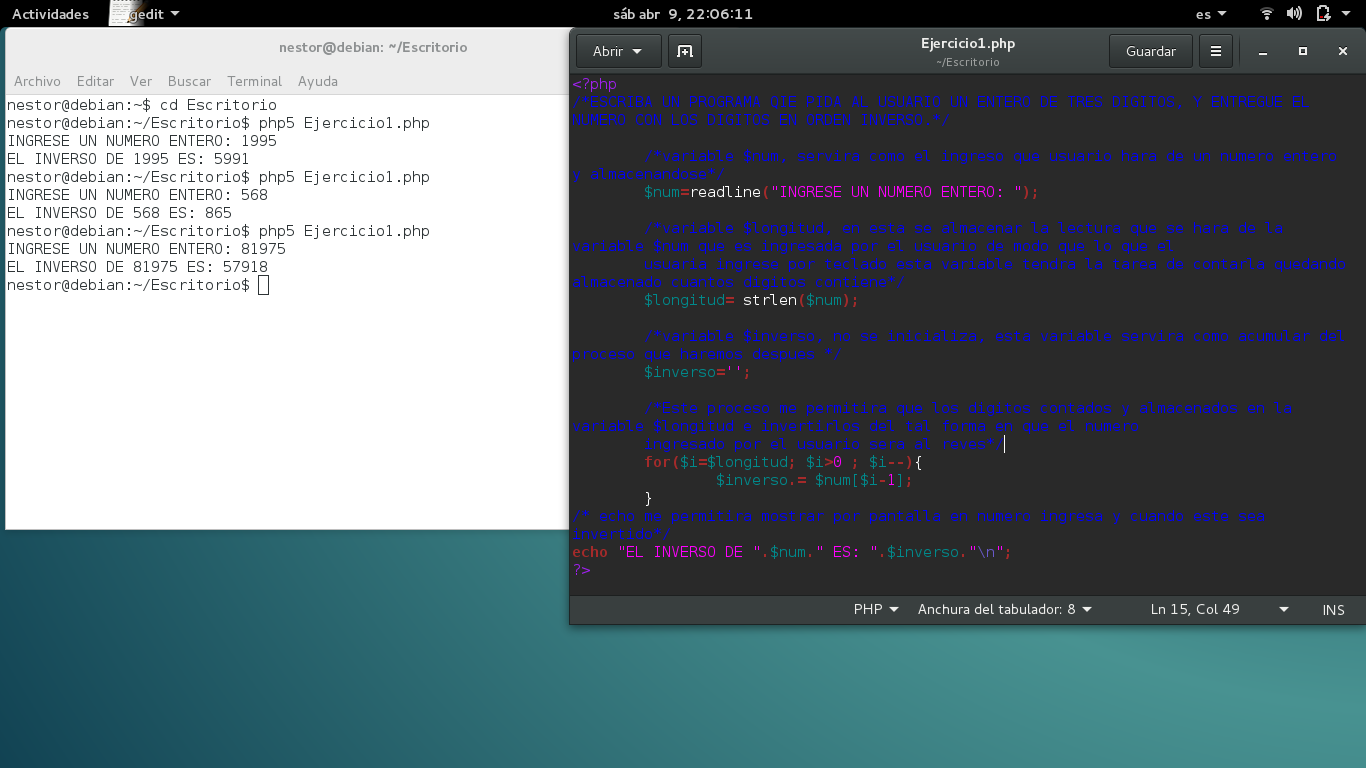 Actividades gedit sáb abr 9, 22:06:11 es
nestor@debian: ~/Escritorio
Archivo Editar Ver Buscar Terminal Ayuda
nestor@debian:~$ cd Escritorio
nestor@debian:~/Escritorio$ php5 Ejercicio1.php
INGRESE UN NUMERO ENTERO: 1995
EL INVERSO DE 1995 ES: 5991
nestor@debian:~/Escritorio$ php5 Ejercicio1.php
INGRESE UN NUMERO ENTERO: 568
EL INVERSO DE 568 ES: 865
nestor@debian:~/Escritorio$ php5 Ejercicio1.php
INGRESE UN NUMERO ENTERO: 81975
EL INVERSO DE 81975 ES: 57918
nestor@debian:~/Escritorio$
Abrir Ejercicio1.php Guardar
~/Escritorio
<?php
/*ESCRIBA UN PROGRAMA QIE PIDA AL USUARIO UN ENTERO DE TRES DIGITOS, Y ENTREGUE EL
NUMERO CON LOS DIGITOS EN ORDEN INVERSO.*/
/*variable $num, servira como el ingreso que usuario hara de un numero entero
y almacenandose*/
$num=readline("INGRESE UN NUMERO ENTERO: ");
/*variable $longitud, en esta se almacenar la lectura que se hara de la
variable $num que es ingresada por el usuario de modo que lo que el
usuario ingrese por teclado esta variable tendra la tarea de contarla quedando
almacenado cuantos digitos contiene*/
$longitud= strlen($num);
/*variable $inverso, no se inicializa, esta variable servira como acumular del
proceso que haremos despues */
$inverso='';
/*Este proceso me permitira que los digitos contados y almacenados en la
variable $longitud e invertirlos del tal forma en que el numero
ingresado por el usuario sera al reves*/
for($i=$longitud; $i>0 ; $i--){
$inverso.= $num[$i-1];
}
/* echo me permitira mostrar por pantalla en numero ingresa y cuando este sea
invertido*/
echo "EL INVERSO DE ".$num." ES: ".$inverso."\n";
?>
PHP Anchura del tabulador: 8 Ln 15, Col 49 INS